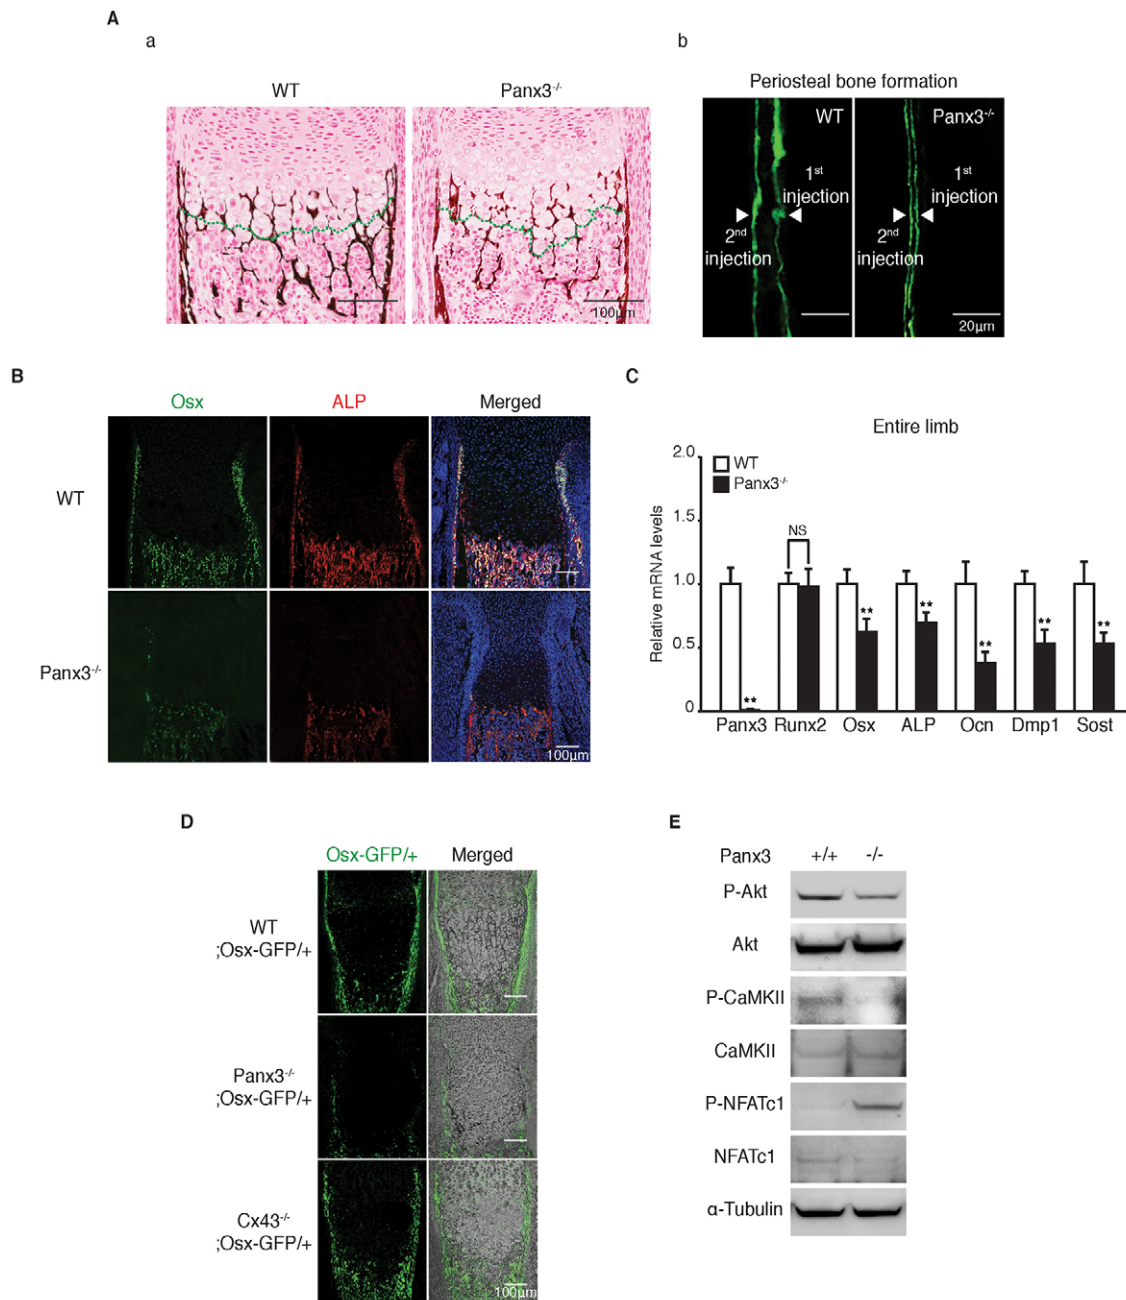 A
a
b
WT
Panx3-/-
Periosteal bone formation
WT
Panx3-/-
1st
injection
1st
injection
2nd
injection
2nd
injection
100µm
20µm
B
Osx
ALP
Merged
WT
Panx3-/-
100µm
C
Entire limb
WT
Panx3-/-
Relative mRNA levels
2.0
1.5
1.0
0.5
0
NS
**
**
**
**
**
**
Panx3
Runx2
Osx
ALP
Ocn
Dmp1
Sost
D
Osx-GFP/+
Merged
WT
;Osx-GFP/+
Panx3-/-
;Osx-GFP/+
Cx43-/-
;Osx-GFP/+
100µm
E
Panx3
+/+
-/-
P-Akt
Akt
P-CaMKII
CaMKII
P-NFATc1
NFATc1
α-Tubulin